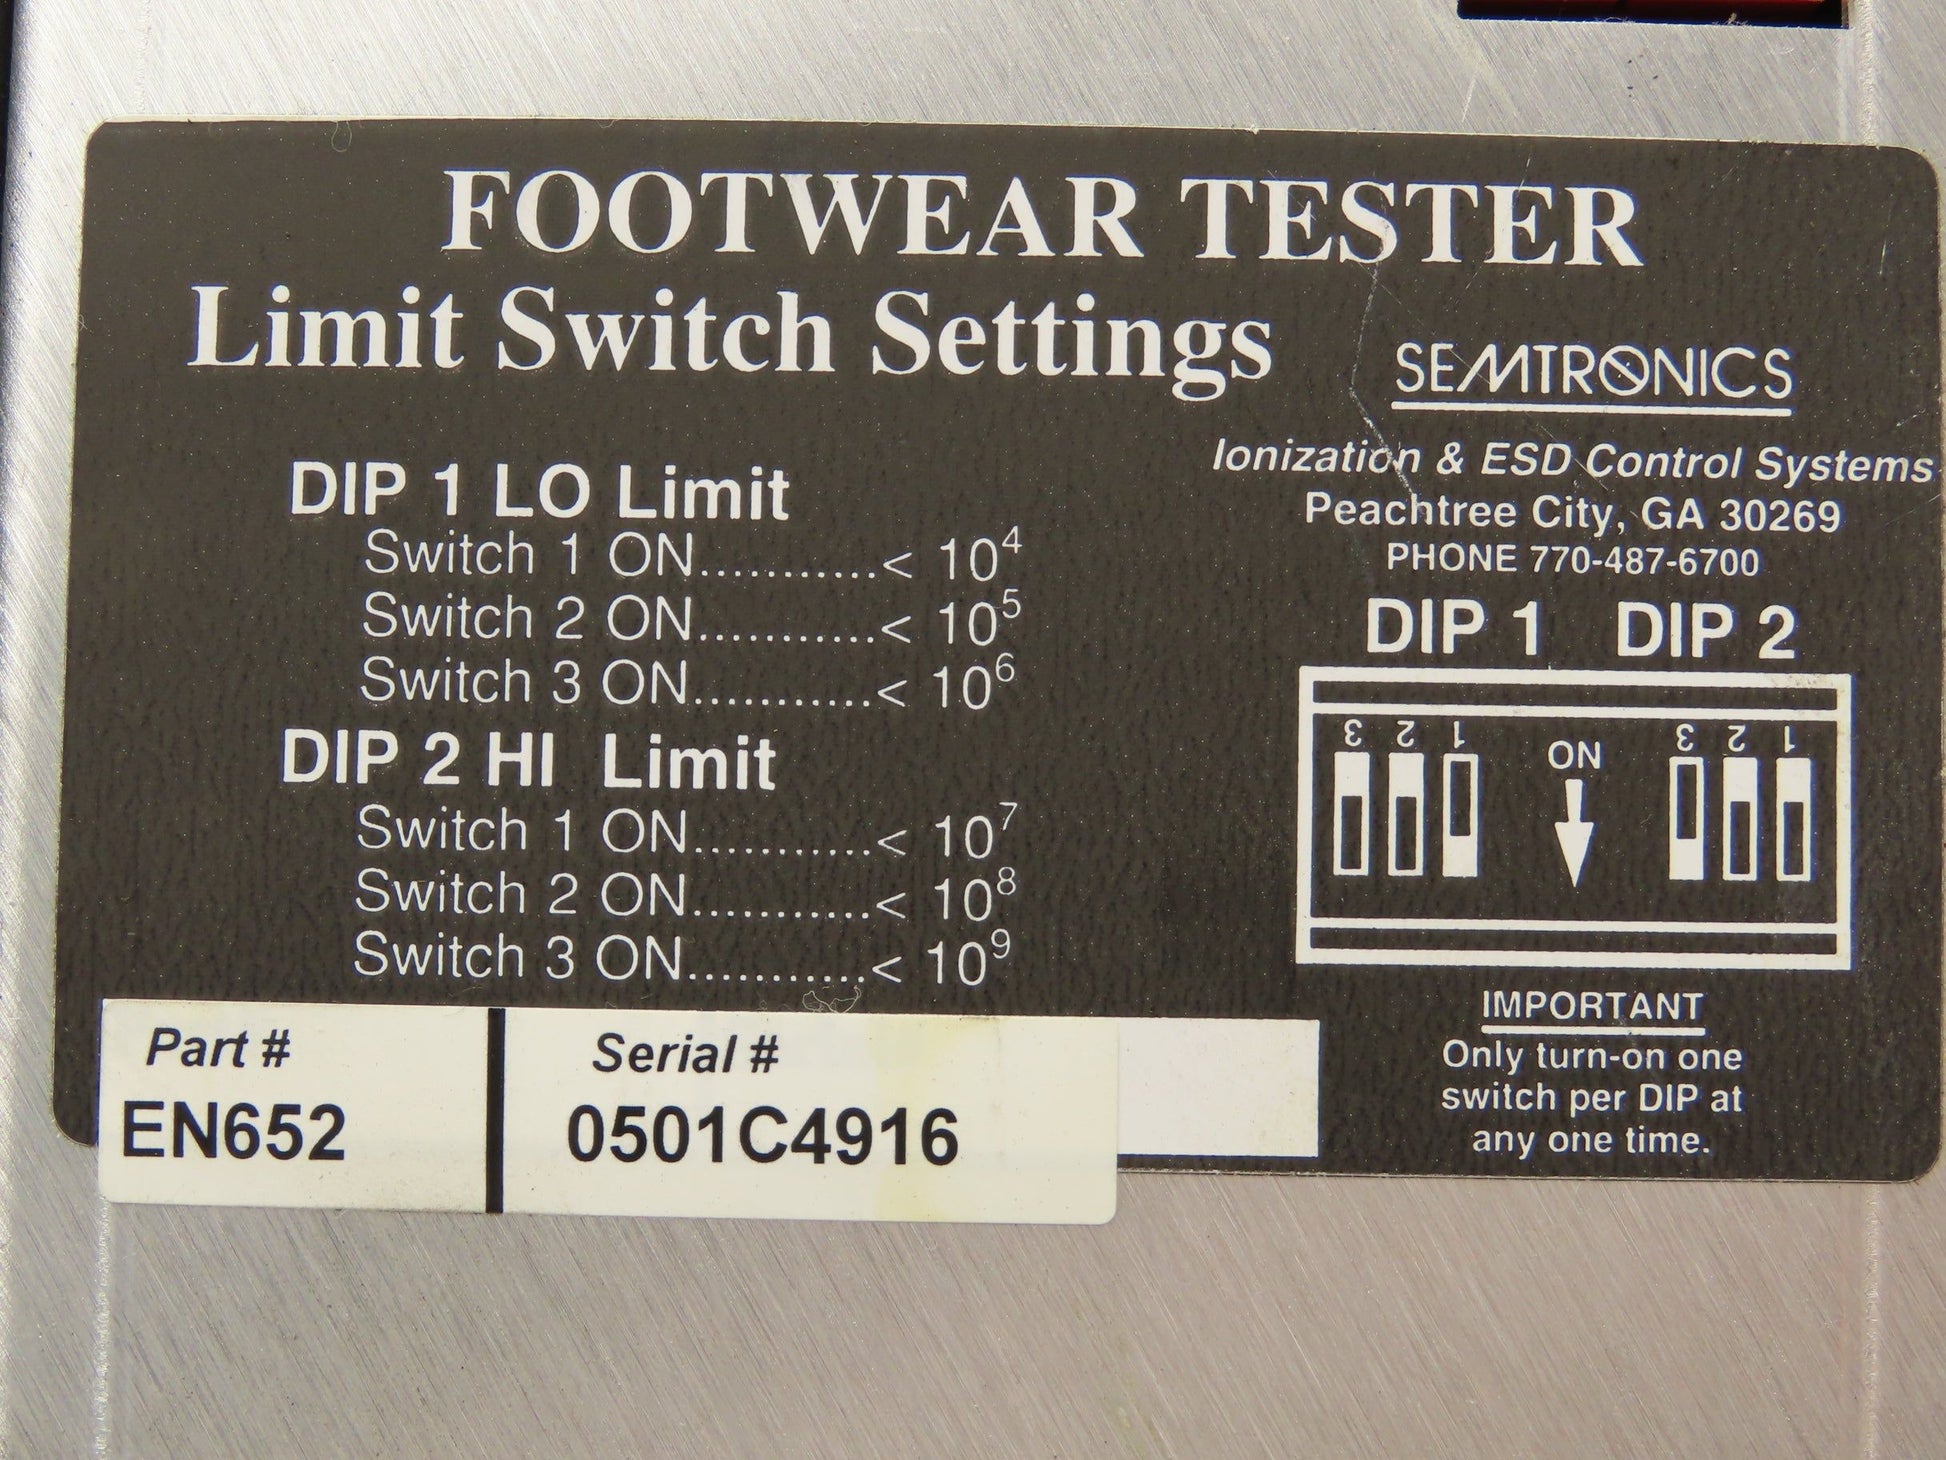 FOOTWEAR TESTER
Limit Switch Settings
SEMTRONICS
Ionization & ESD Control Systems
Peachtree City, GA 30269
PHONE 770-487-6700
DIP 1 LO Limit
Switch 1 ON...........< 10⁴
Switch 2 ON...........< 10⁵
Switch 3 ON...........< 10⁶
DIP 2 HI Limit
Switch 1 ON...........< 10⁷
Switch 2 ON...........< 10⁸
Switch 3 ON...........< 10⁹
DIP 1 DIP 2
3 2 1 ON 3 2 1
IMPORTANT
Only turn-on one
switch per DIP at
any one time.
Part # Serial #
EN652 0501C4916